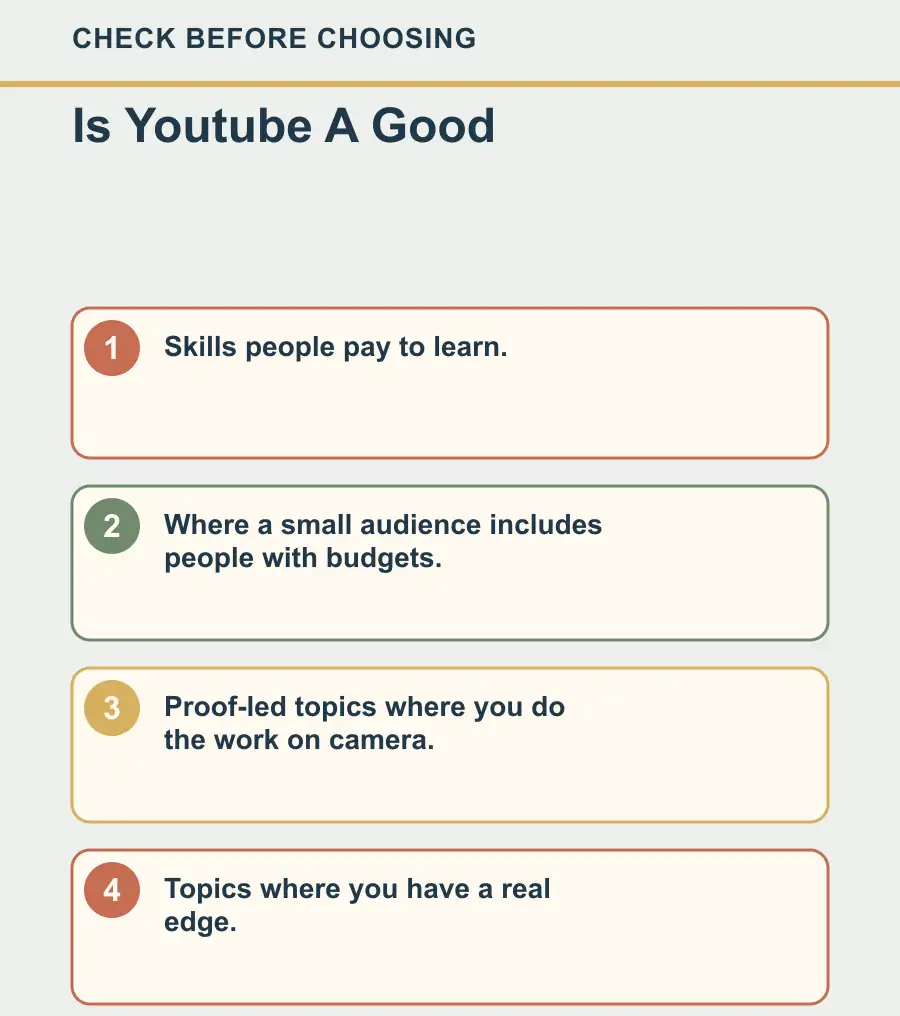 CHECK BEFORE CHOOSING
Is Youtube A Good
1
Skills people pay to learn.
2
Where a small audience includes
people with budgets.
3
Proof-led topics where you do
the work on camera.
4
Topics where you have a real
edge.